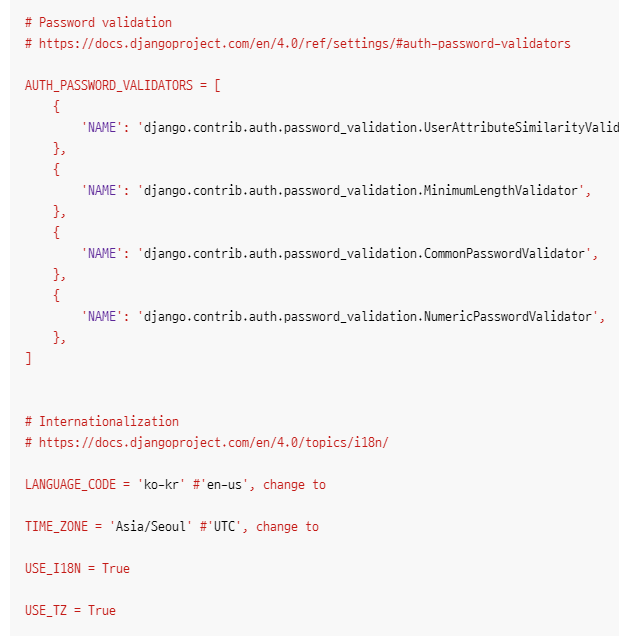 # Password validation
# https://docs.djangoproject.com/en/4.0/ref/settings/#auth-password-validators
AUTH_PASSWORD_VALIDATORS = [
    {
        'NAME': 'django.contrib.auth.password_validation.UserAttributeSimilarityValid
    },
    {
        'NAME': 'django.contrib.auth.password_validation.MinimumLengthValidator',
    },
    {
        'NAME': 'django.contrib.auth.password_validation.CommonPasswordValidator',
    },
    {
        'NAME': 'django.contrib.auth.password_validation.NumericPasswordValidator',
    },
]
# Internationalization
# https://docs.djangoproject.com/en/4.0/topics/i18n/
LANGUAGE_CODE = 'ko-kr' #'en-us', change to
TIME_ZONE = 'Asia/Seoul' #'UTC', change to
USE_I18N = True
USE_TZ = True